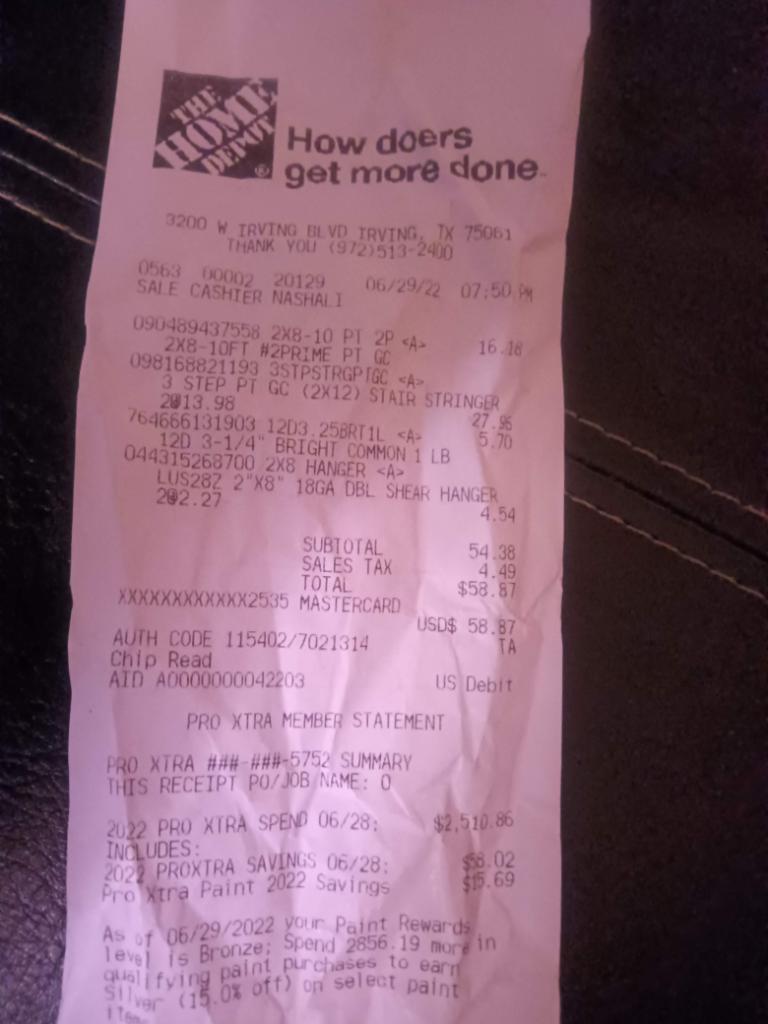 THE
HOME
DEPOT
®
How doers
get more done™
3200 W IRVING BLVD IRVING, TX 75061
THANK YOU (972)513-2400
0563 00002 20129 06/29/22 07:50 PM
SALE CASHIER NASHALI
090489437558 2X8-10 PT 2P <A> 16.18
2X8-10FT #2PRIME PT GC
098168821193 3STPSTRGPTGC <A>
3 STEP PT GC (2X12) STAIR STRINGER
2@13.98 27.96
764666131903 12D3.25BRT1L <A> 5.70
12D 3-1/4" BRIGHT COMMON 1 LB
044315268700 2X8 HANGER <A>
LUS28Z 2"X8" 18GA DBL SHEAR HANGER
2@2.27 4.54
SUBTOTAL 54.38
SALES TAX 4.49
TOTAL $58.87
XXXXXXXXXXXX2535 MASTERCARD
USD$ 58.87
AUTH CODE 115402/7021314 TA
Chip Read
AID A0000000042203 US Debit
PRO XTRA MEMBER STATEMENT
PRO XTRA ###-###-5752 SUMMARY
THIS RECEIPT PO/JOB NAME: 0
2022 PRO XTRA SPEND 06/28: $2,510.86
INCLUDES:
2022 PROXTRA SAVINGS 06/28: $58.02
Pro Xtra Paint 2022 Savings $15.69
As of 06/29/2022 your Paint Rewards
level is Bronze; Spend 2856.19 more in
qualifying paint purchases to earn
Silver (15.0% off) on select paint